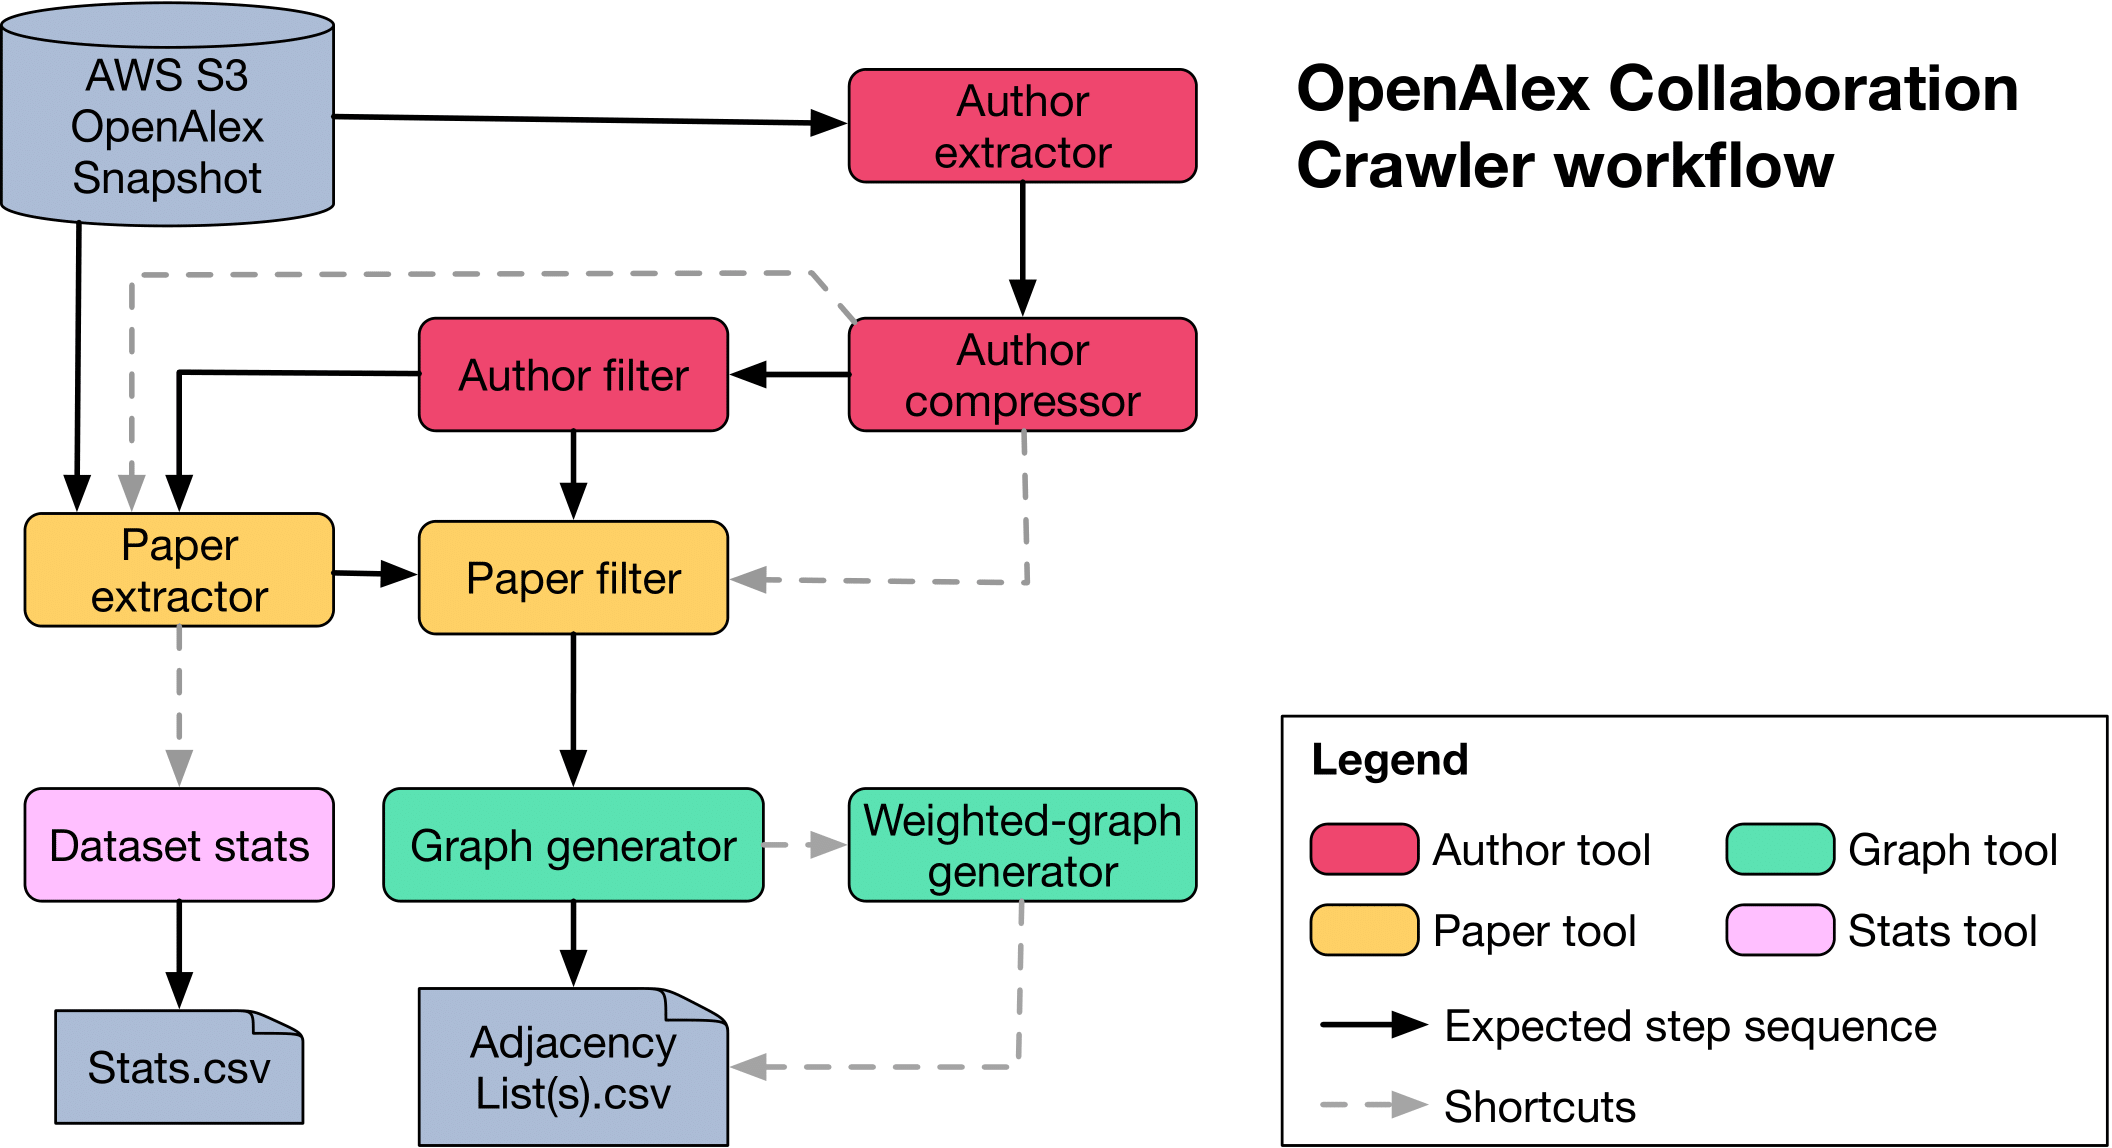 AWS S3
OpenAlex
Snapshot
Author
extractor
OpenAlex Collaboration
Crawler workflow
Author filter
Author
compressor
Paper
extractor
Paper filter
Dataset stats
Graph generator
Weighted-graph
generator
Stats.csv
Adjacency
List(s).csv
Legend
Author tool
Graph tool
Paper tool
Stats tool
Expected step sequence
Shortcuts